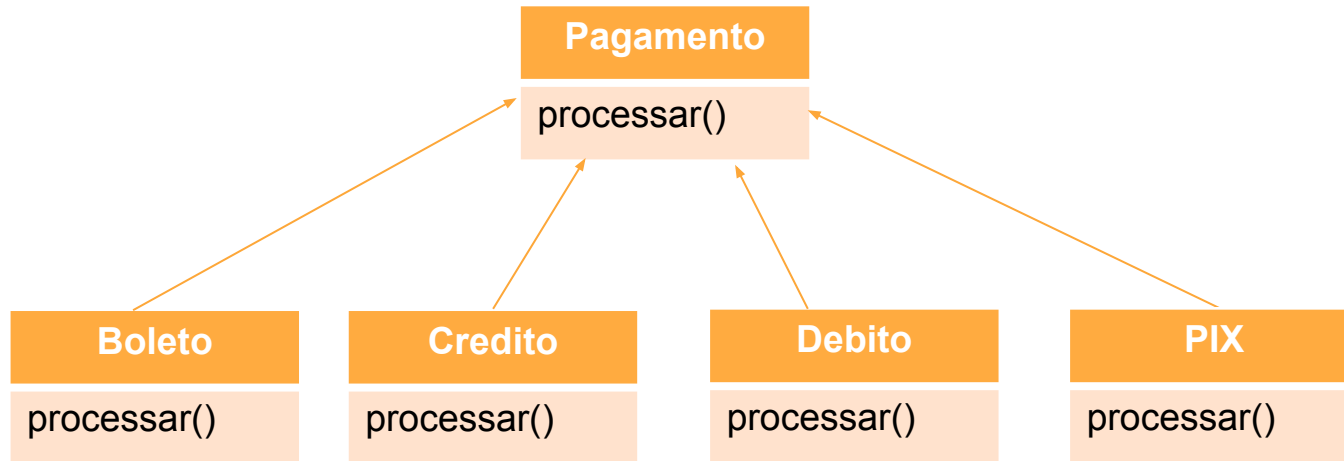 Pagamento
processar()
Boleto
Credito
Debito
PIX
processar()
processar()
processar()
processar()